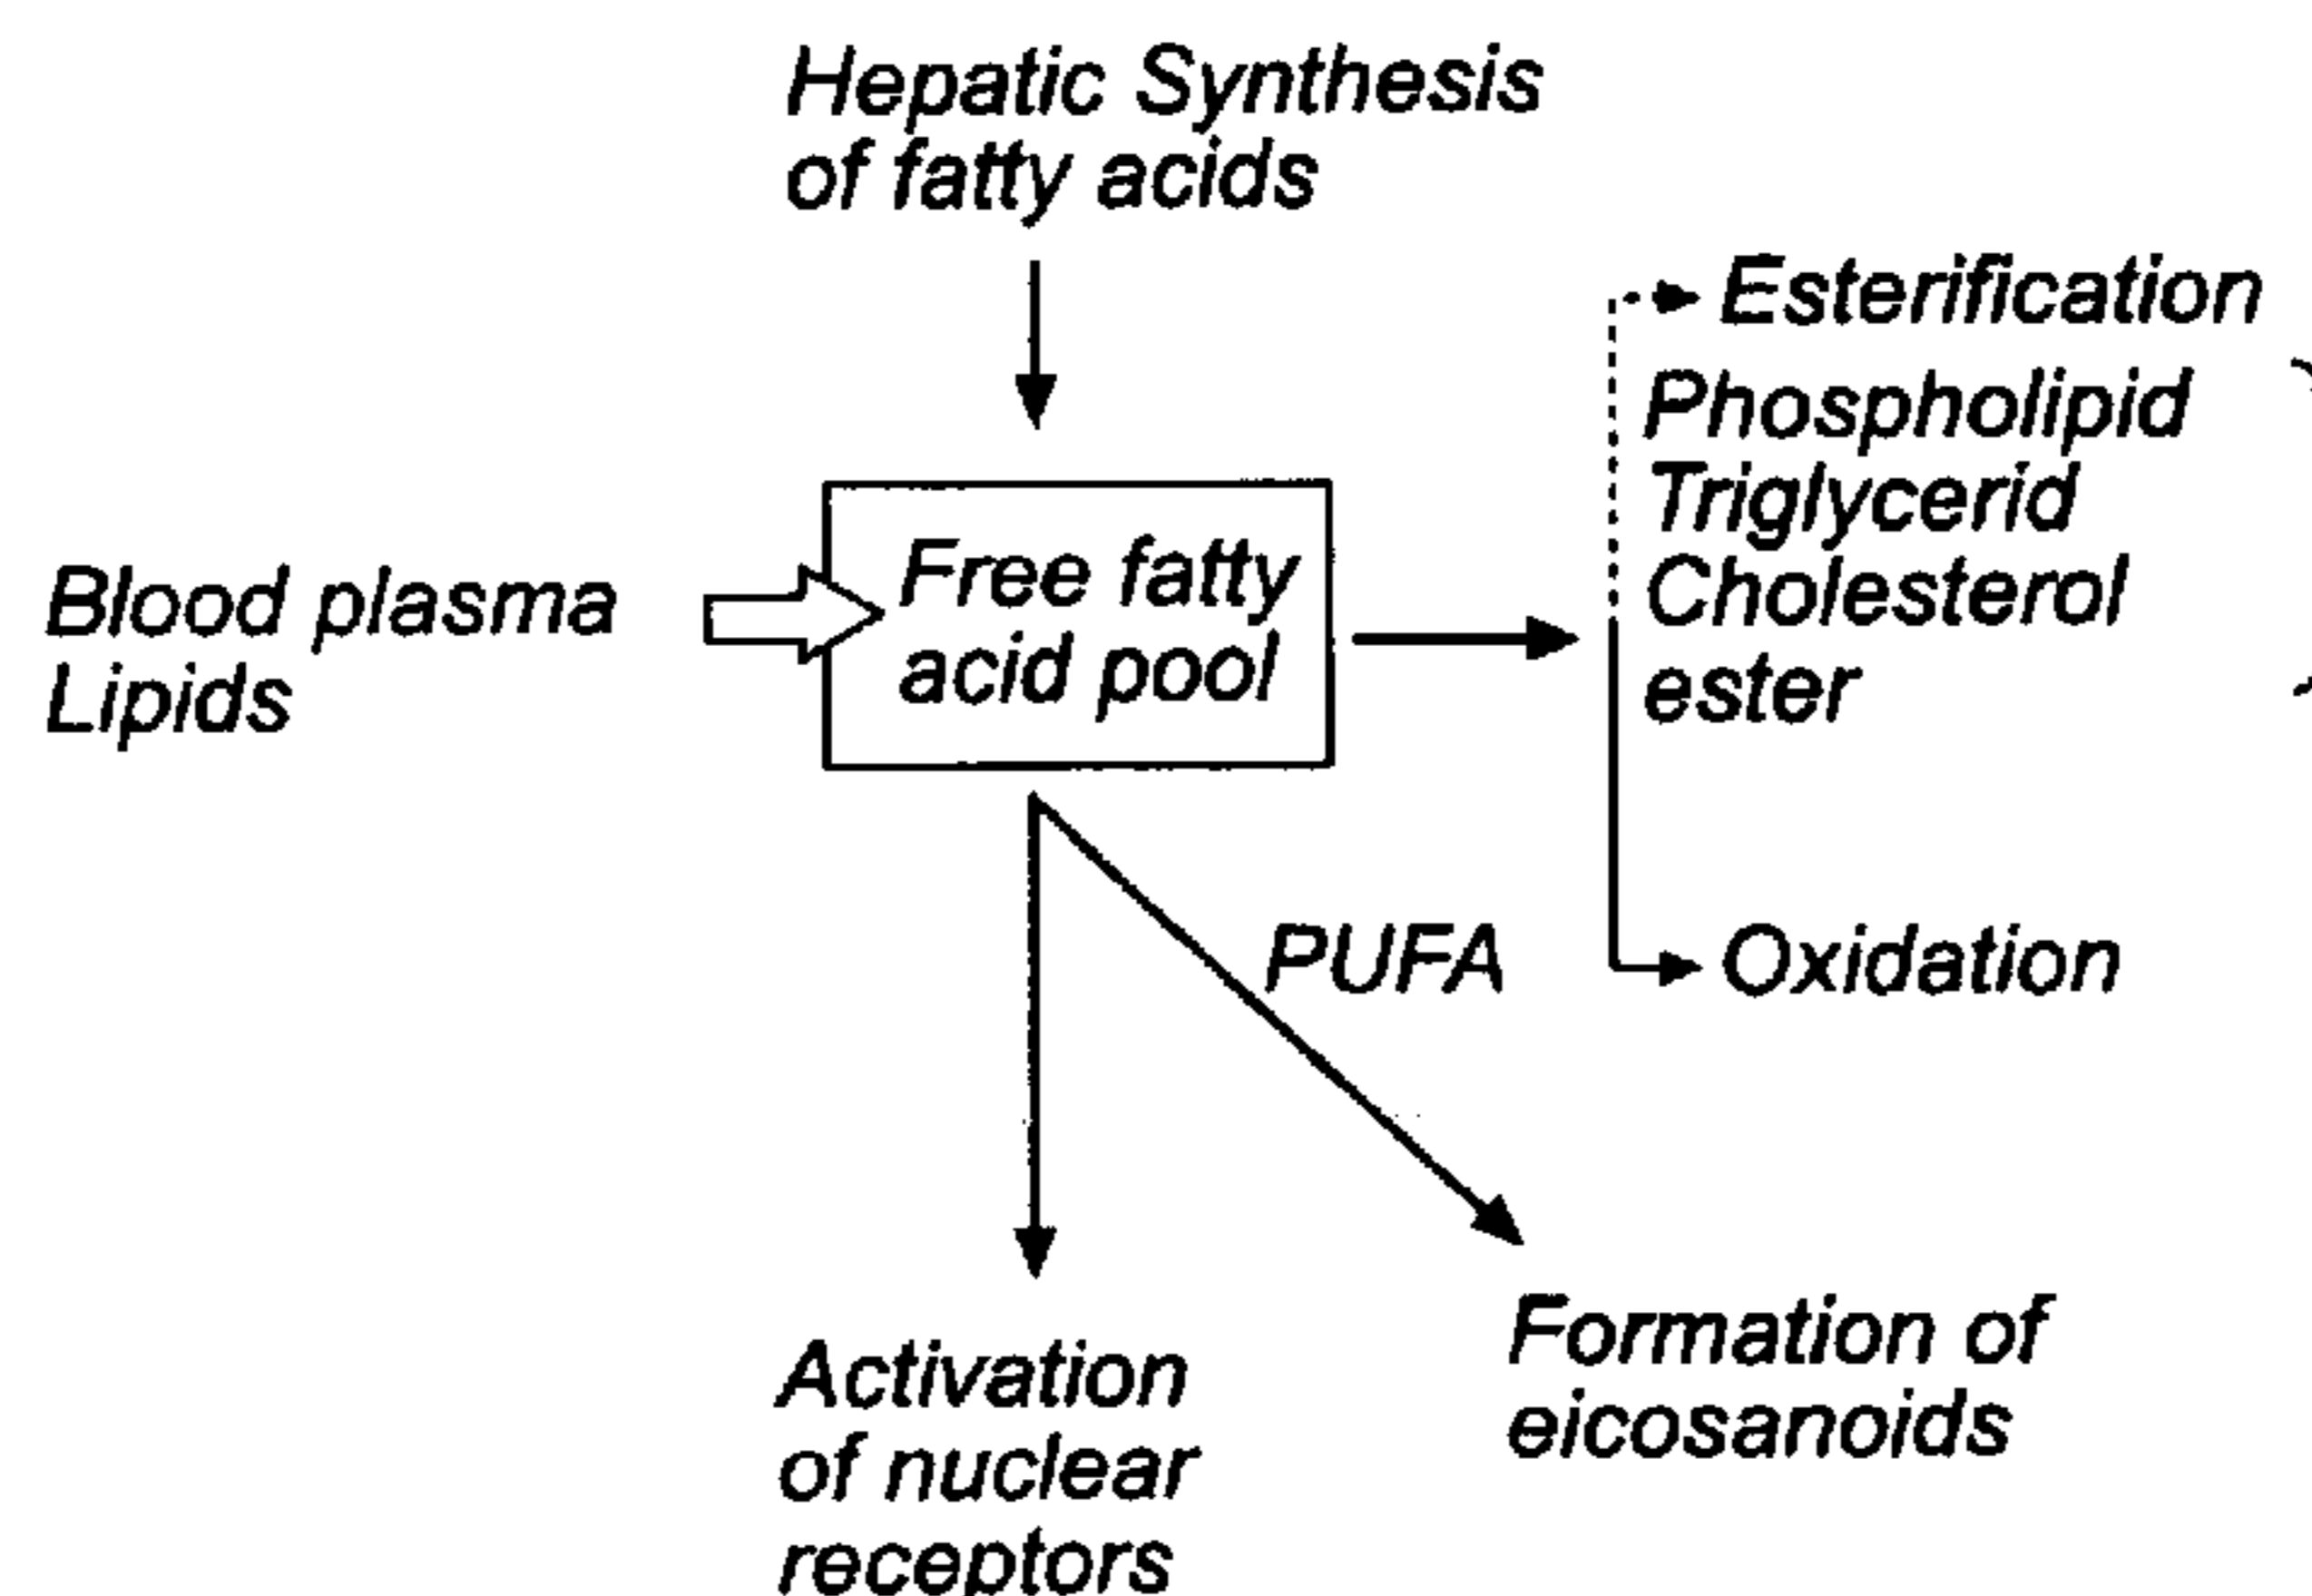 Hepatic Synthesis
of fatty acids
Esterification
Phospholipid
Triglycerid
Cholesterol
ester
Blood plasma
Lipids
Free fatty
acid pool
PUFA
Oxidation
Formation of
eicosanoids
Activation
of nuclear
receptors